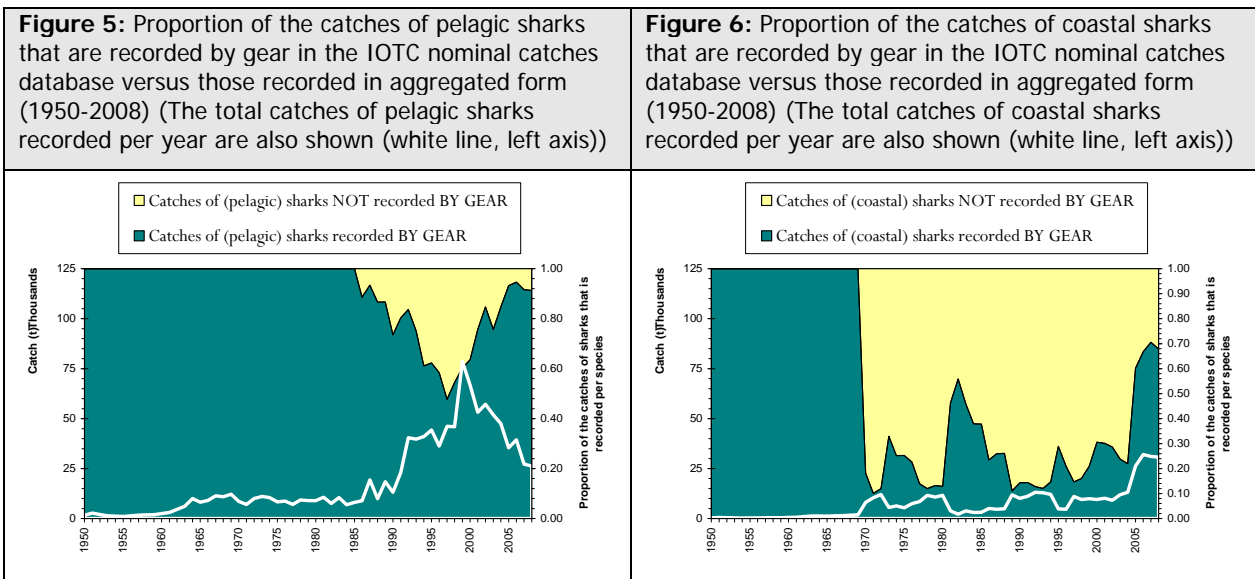 Figure 5: Proportion of the catches of pelagic sharks
that are recorded by gear in the IOTC nominal catches
database versus those recorded in aggregated form
(1950-2008) (The total catches of pelagic sharks
recorded per year are also shown (white line, left axis))
Figure 6: Proportion of the catches of coastal sharks
that are recorded by gear in the IOTC nominal catches
database versus those recorded in aggregated form
(1950-2008) (The total catches of coastal sharks
recorded per year are also shown (white line, left axis))
Catches of (pelagic) sharks NOT recorded BY GEAR
Catches of (pelagic) sharks recorded BY GEAR
Catch (t)Thousands
125
100
75
50
25
0
1.00
0.90
0.80
0.70
0.60
0.50
0.40
0.30
0.20
0.10
0.00
Proportion of the catches of sharks that is
recorded per species
1950
1955
1960
1965
1970
1975
1980
1985
1990
1995
2000
2005
Catches of (coastal) sharks NOT recorded BY GEAR
Catches of (coastal) sharks recorded BY GEAR
Catch (t)Thousands
125
100
75
50
25
0
1.00
0.90
0.80
0.70
0.60
0.50
0.40
0.30
0.20
0.10
0.00
Proportion of the catches of sharks that is
recorded per species
1950
1955
1960
1965
1970
1975
1980
1985
1990
1995
2000
2005